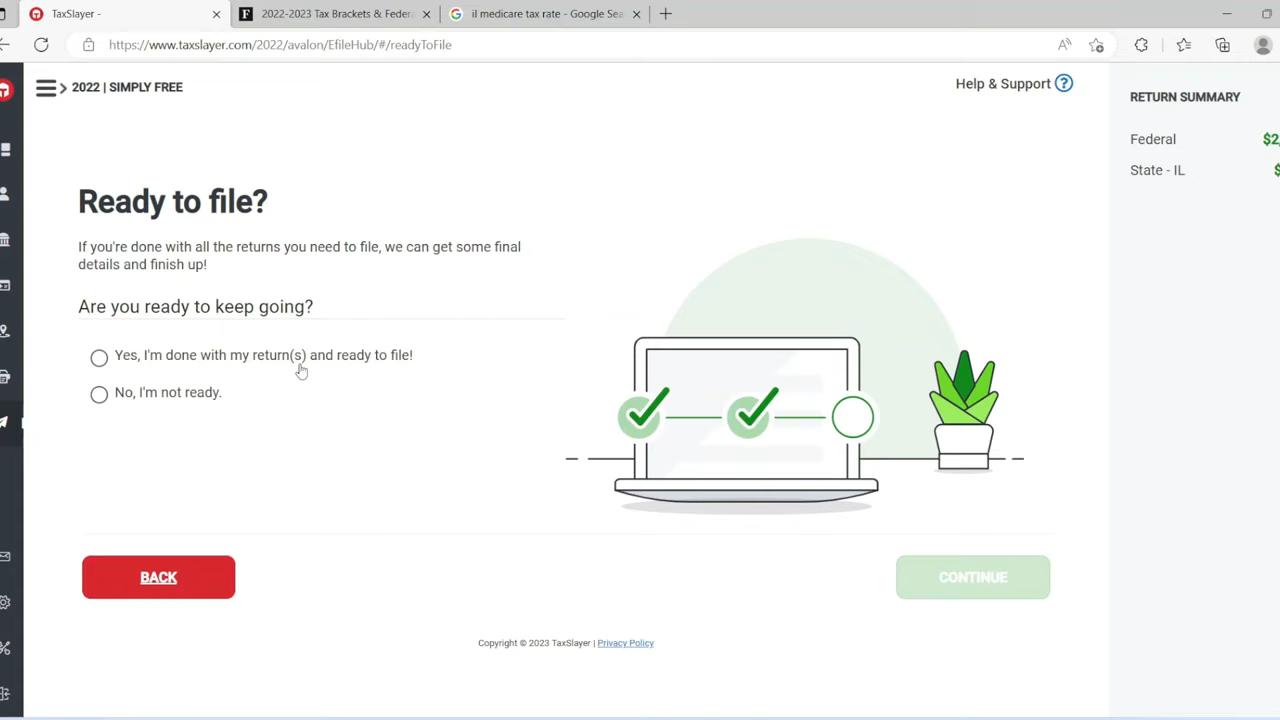 TaxSlayer -
2022-2023 Tax Brackets & Federa
il medicare tax rate - Google Sea
https://www.taxslayer.com/2022/avalon/EfileHub/#/readyToFile
2022 | SIMPLY FREE
Help & Support
RETURN SUMMARY
Federal $2,
State - IL $
Ready to file?
If you're done with all the returns you need to file, we can get some final
details and finish up!
Are you ready to keep going?
Yes, I'm done with my return(s) and ready to file!
No, I'm not ready.
BACK
CONTINUE
Copyright © 2023 TaxSlayer | Privacy Policy